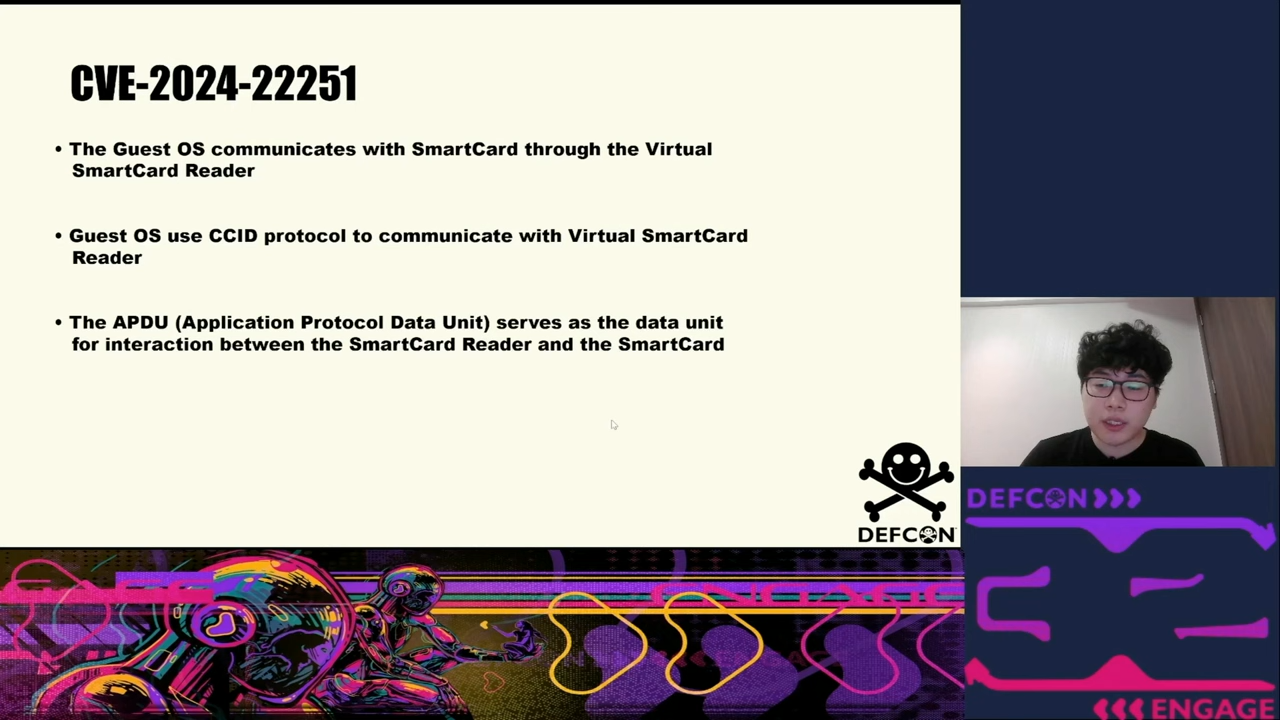 CVE-2024-22251
• The Guest OS communicates with SmartCard through the Virtual
SmartCard Reader
• Guest OS use CCID protocol to communicate with Virtual SmartCard
Reader
• The APDU (Application Protocol Data Unit) serves as the data unit
for interaction between the SmartCard Reader and the SmartCard
DEFCON
DEFCON
ENGAGE